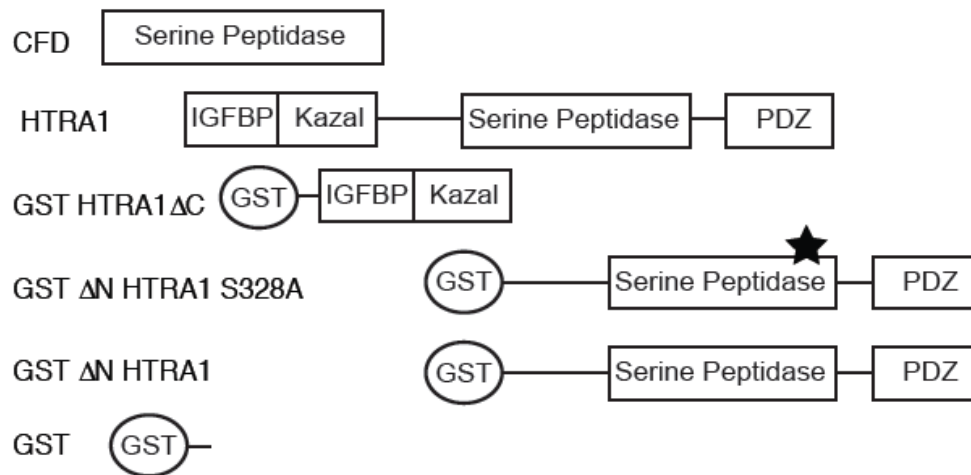 CFD Serine Peptidase
HTRA1 IGFBP Kazal Serine Peptidase PDZ
GST HTRA1ΔC GST IGFBP Kazal
GST ΔN HTRA1 S328A GST Serine Peptidase PDZ
GST ΔN HTRA1 GST Serine Peptidase PDZ
GST GST